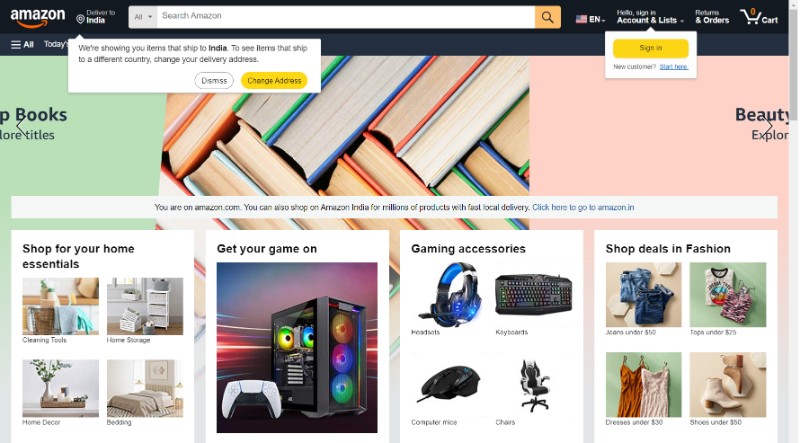 amazon
Deliver to
India
All
Search Amazon
EN
Hello, sign in
Account & Lists
Returns
& Orders
0
Cart
All
Today's
We're showing you items that ship to India. To see items that ship
to a different country, change your delivery address.
Dismiss
Change Address
Sign in
New customer? Start here.
p Books
lore titles
Beauty
Explor
You are on amazon.com. You can also shop on Amazon India for millions of products with fast local delivery. Click here to go to amazon.in
Shop for your home
essentials
Cleaning Tools
Home Storage
Home Decor
Bedding
Get your game on
Gaming accessories
Headsets
Keyboards
Computer mice
Chairs
Shop deals in Fashion
Jeans under $50
Tops under $25
Dresses under $30
Shoes under $50